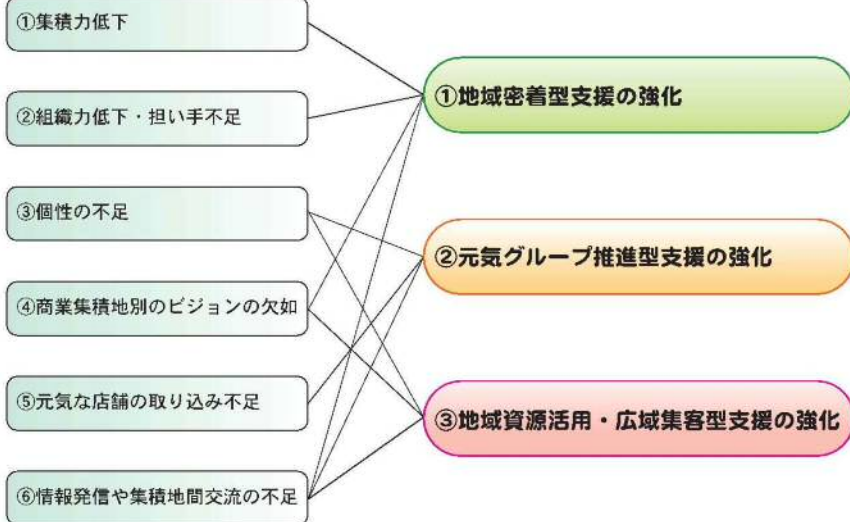 ①集積力低下
②組織力低下・担い手不足
③個性の不足
④商業集積地別のビジョンの欠如
⑤元気な店舗の取り込み不足
⑥情報発信や集積地間交流の不足
①地域密着型支援の強化
②元気グループ推進型支援の強化
③地域資源活用・広域集客型支援の強化